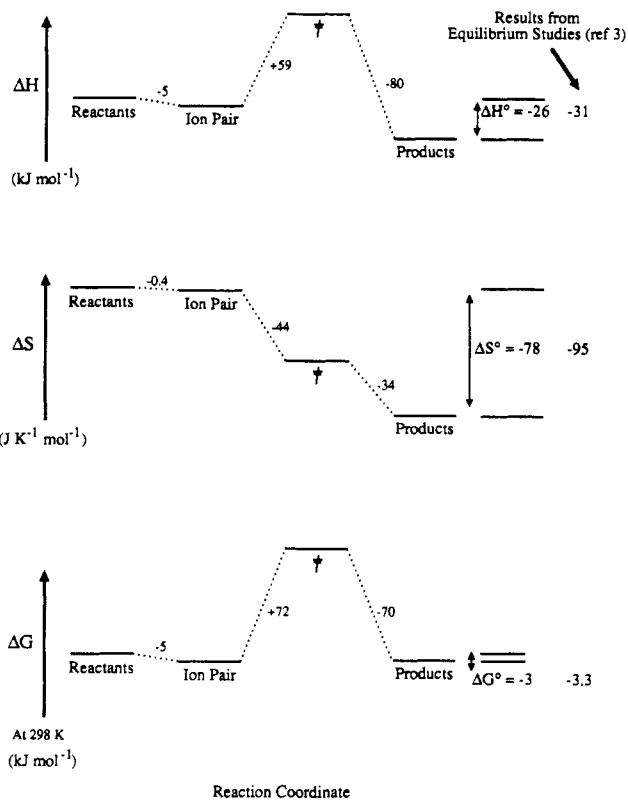 Results from
Equilibrium Studies (ref 3)
ΔH
+59
-5
-80
Reactants
Ion Pair
Products
ΔH° = -26 -31
(kJ mol⁻¹)
-0.4
Reactants
Ion Pair
ΔS
-44
ΔS° = -78 -95
-34
Products
(J K⁻¹ mol⁻¹)
+72
-70
ΔG
-5
Reactants
Ion Pair
Products
ΔG° = -3 -3.3
At 298 K
(kJ mol⁻¹)
Reaction Coordinate